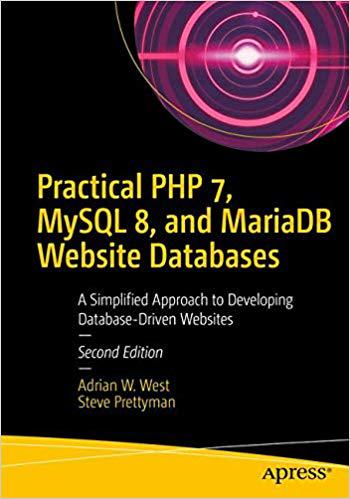 Practical PHP 7,
MySQL 8, and MariaDB
Website Databases
A Simplified Approach to Developing
Database-Driven Websites
—
Second Edition
—
Adrian W. West
Steve Prettyman
Apress®